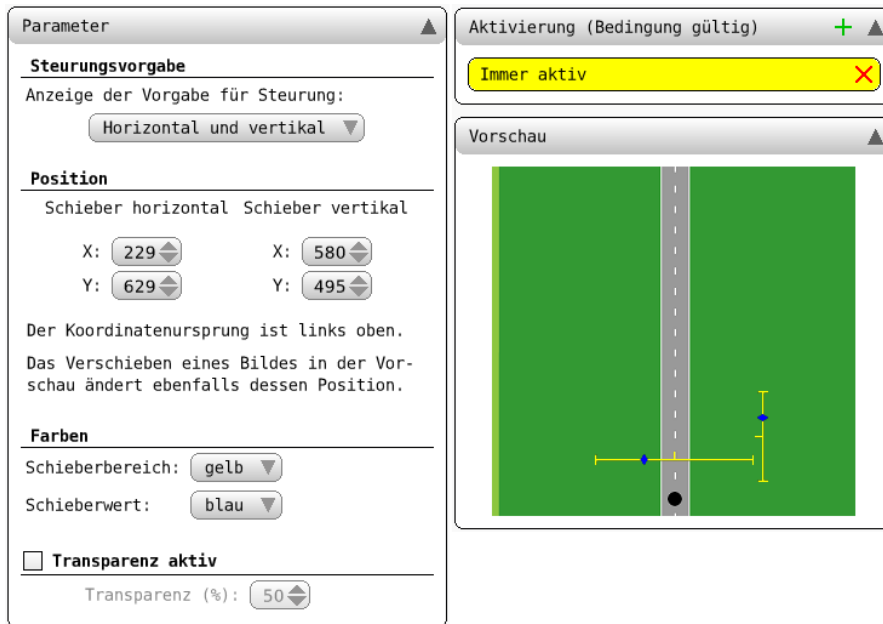 Parameter
Steurungsvorgabe
Anzeige der Vorgabe für Steurung:
Horizontal und vertikal
Position
Schieber horizontal Schieber vertikal
X: 229 X: 580
Y: 629 Y: 495
Der Koordinatenursprung ist links oben.
Das Verschieben eines Bildes in der Vor-
schau ändert ebenfalls dessen Position.
Farben
Schieberbereich: gelb
Schieberwert: blau
Transparenz aktiv
Transparenz (%): 50
Aktivierung (Bedingung gültig)
Immer aktiv
Vorschau